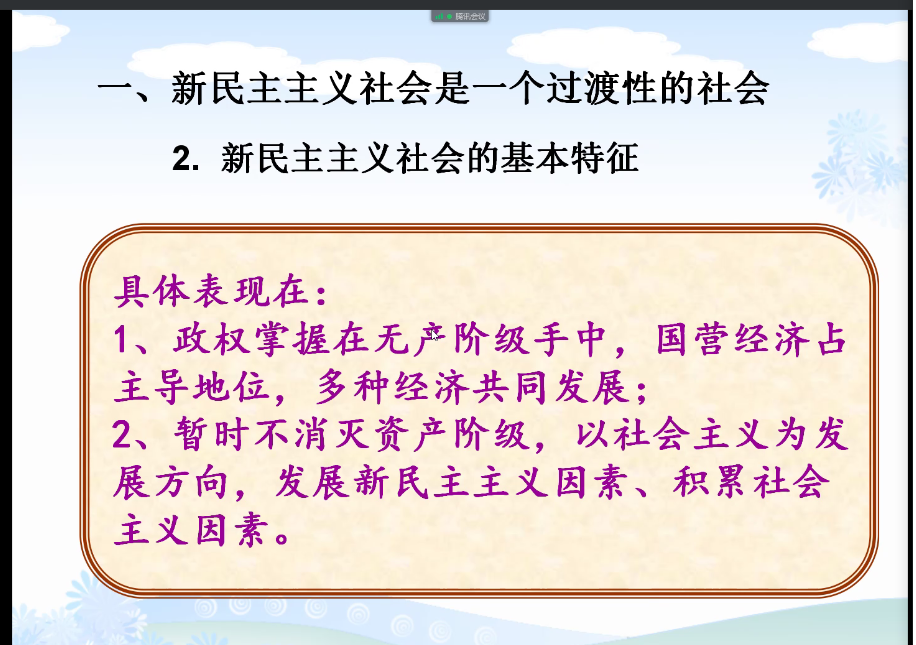 腾讯会议
一、新民主主义社会是一个过渡性的社会
2. 新民主主义社会的基本特征
具体表现在：
1、政权掌握在无产阶级手中，国营经济占
主导地位，多种经济共同发展；
2、暂时不消灭资产阶级，以社会主义为发
展方向，发展新民主主义因素、积累社会
主义因素。